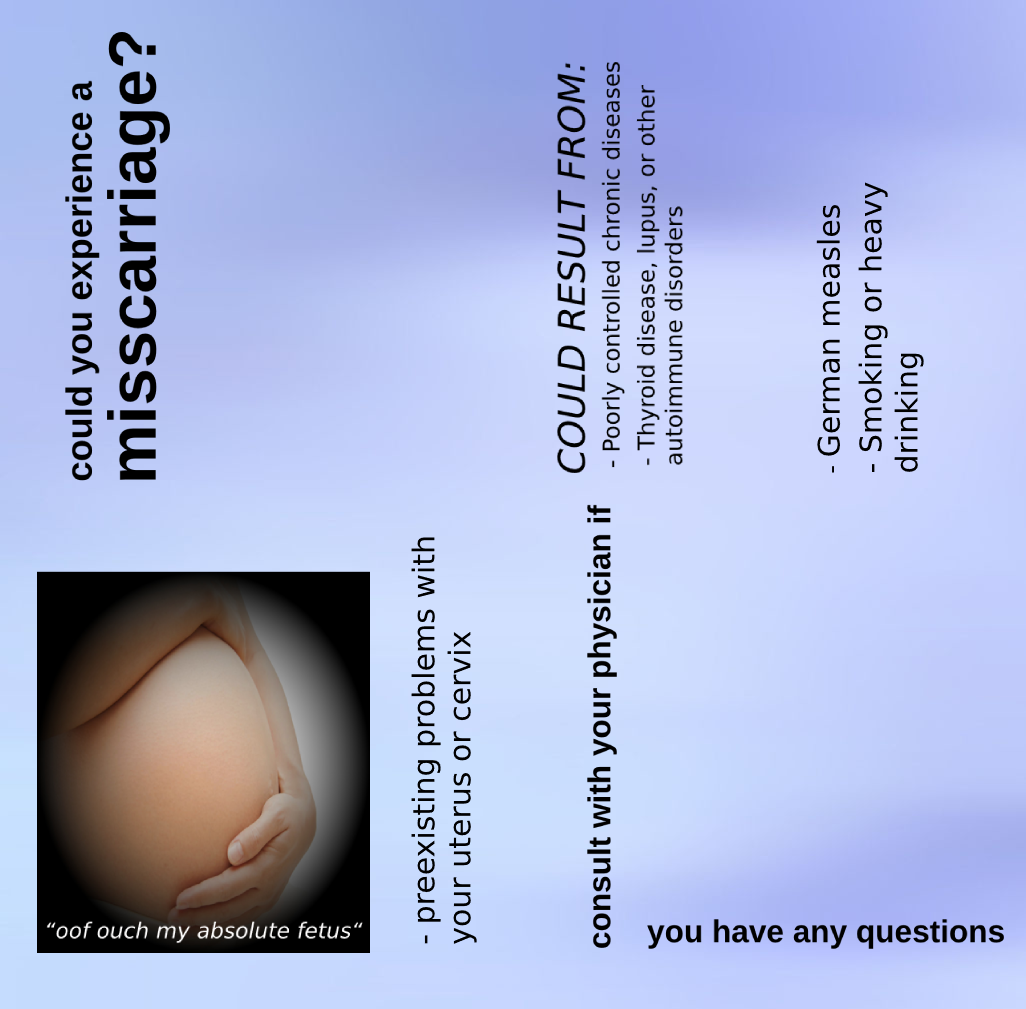 could you experience a
misscarriage?
COULD RESULT FROM:
- Poorly controlled chronic diseases
- Thyroid disease, lupus, or other
autoimmune disorders
- German measles
- Smoking or heavy
drinking
- preexisting problems with
your uterus or cervix
consult with your physician if
you have any questions
“oof ouch my absolute fetus“